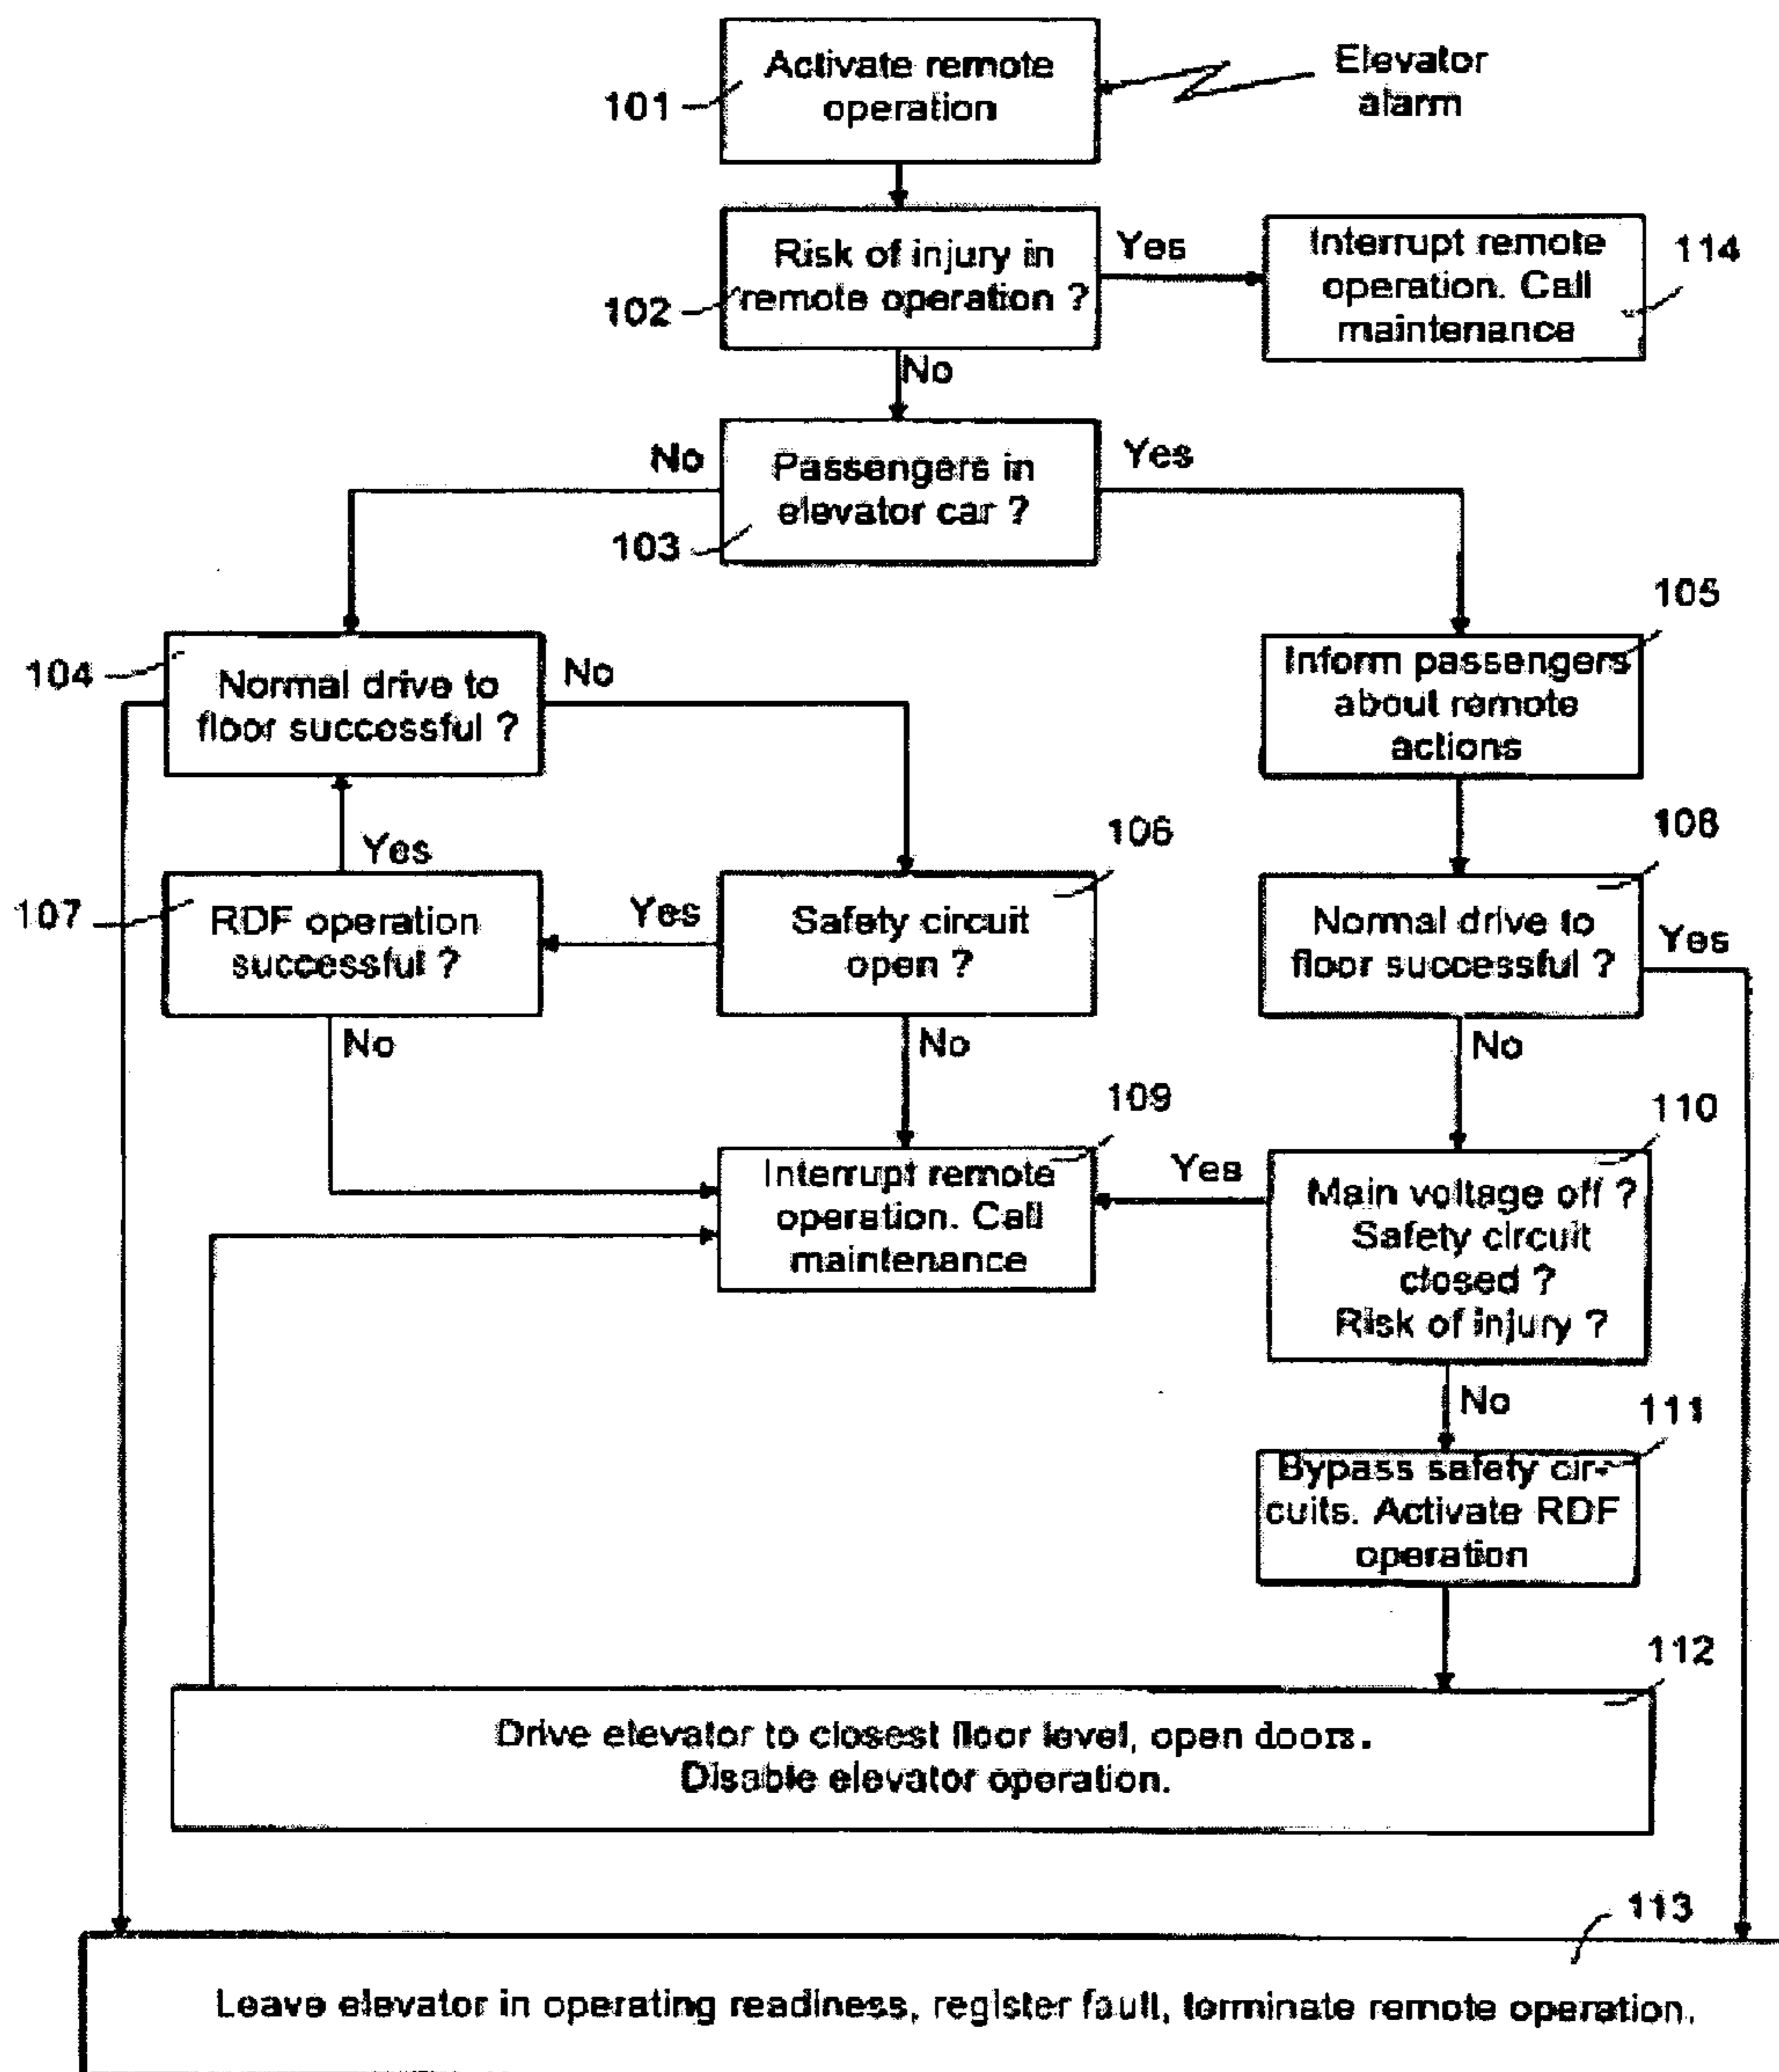 Activate remote
operation
101
Elevator
alarm
Risk of injury in
remote operation ?
102
Yes
Interrupt remote
operation. Call
maintenance
114
No
No
Passengers in
elevator car ?
103
Yes
105
104
Normal drive to
floor successful ?
No
Inform passengers
about remote
actions
Yes
106
108
107
RDF operation
successful ?
Yes
Safety circuit
open ?
Normal drive to
floor successful ?
Yes
No
No
No
109
110
Interrupt remote
operation. Call
maintenance
Yes
Main voltage off ?
Safety circuit
closed ?
Risk of injury ?
No
111
Bypass safety cir-
cuits. Activate RDF
operation
112
Drive elevator to closest floor level, open doors.
Disable elevator operation.
113
Leave elevator in operating readiness, register fault, terminate remote operation.